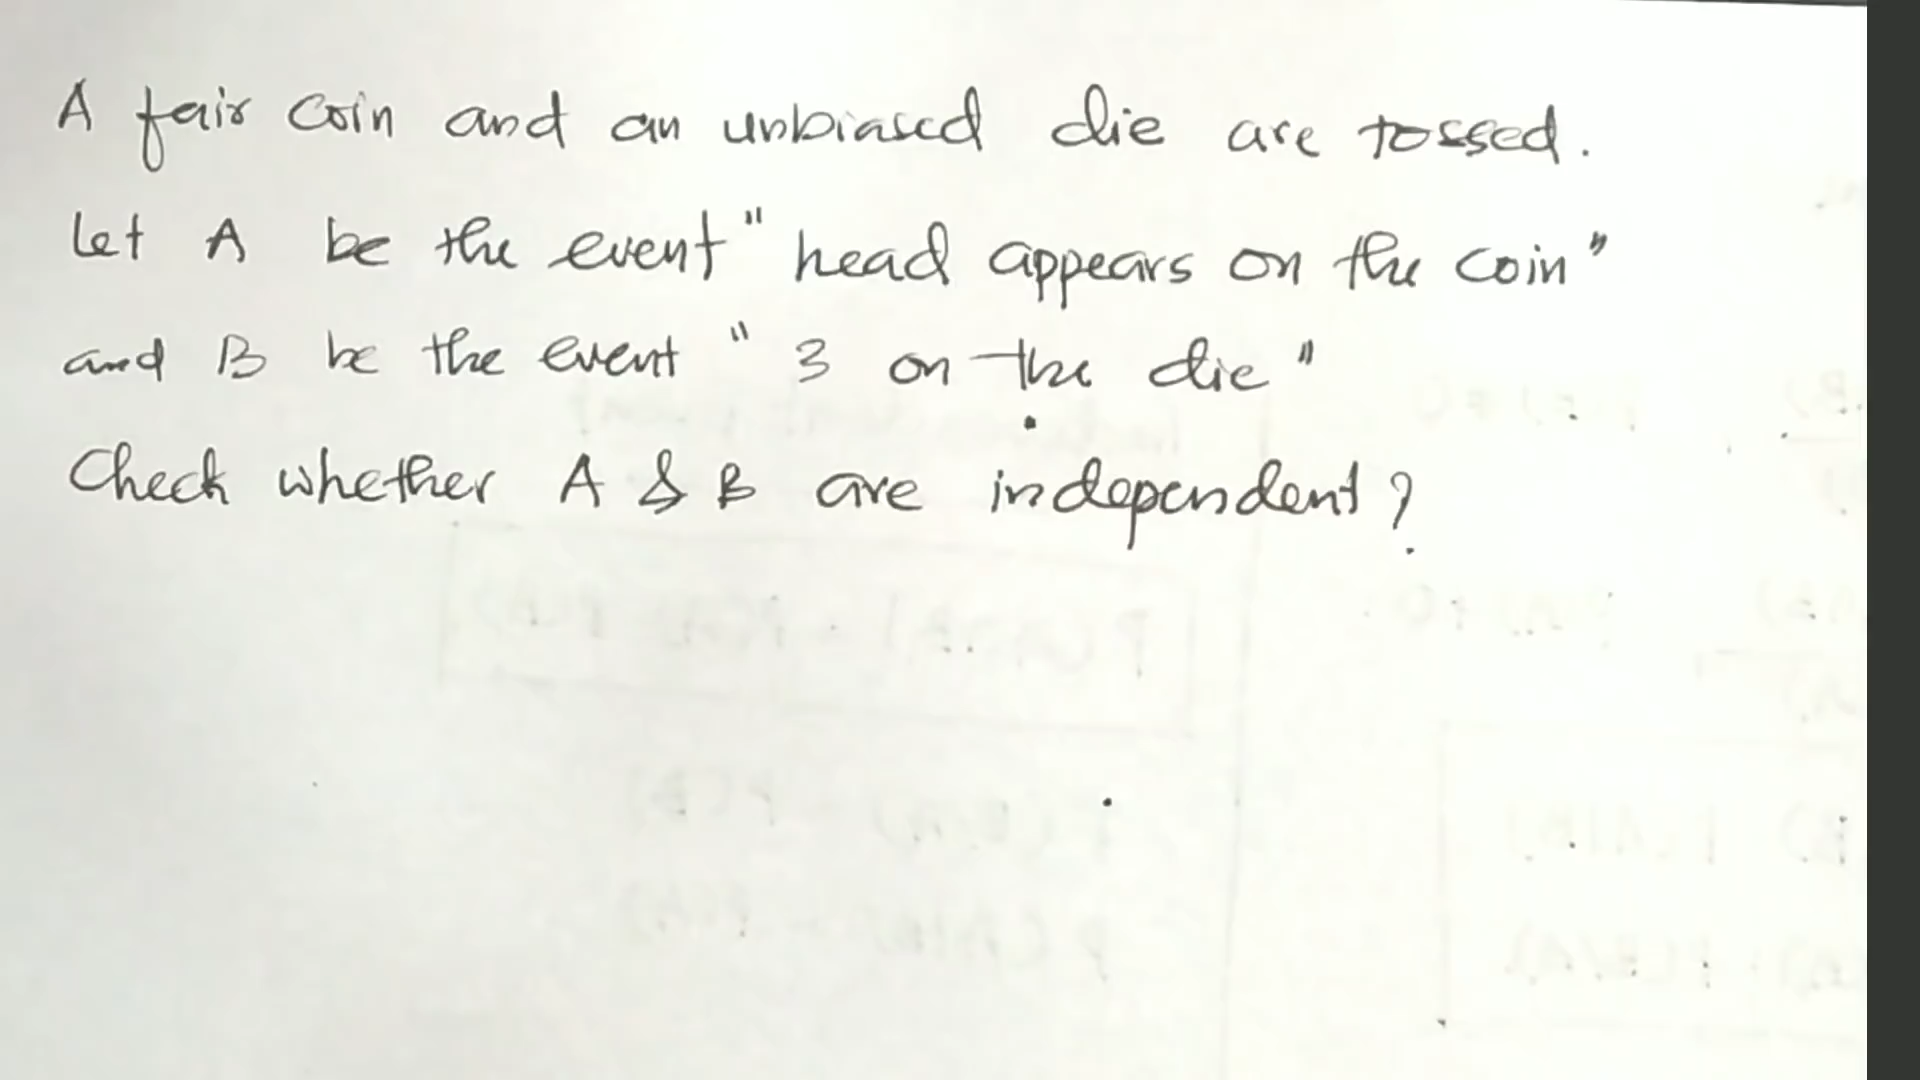 A fair coin and an unbiased die are tossed.
Let A be the event "head appears on the coin"
and B be the event "3 on the die"
Check whether A & B are independent?